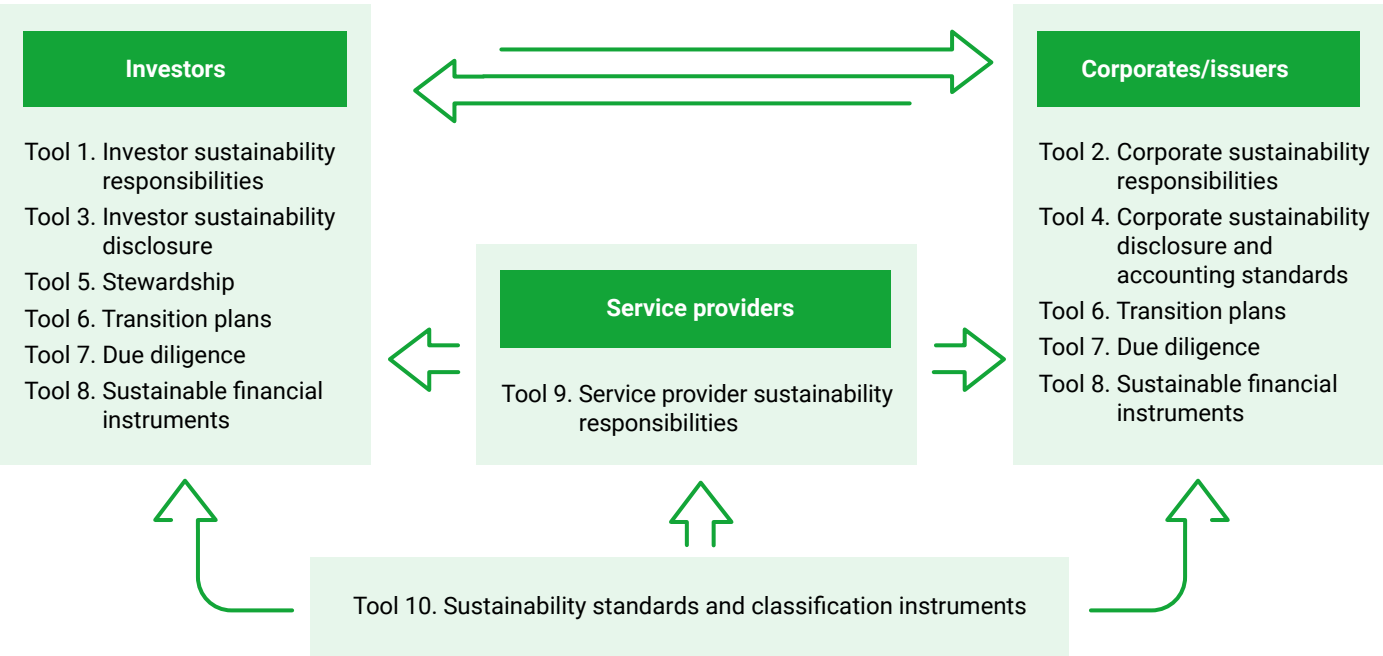 Investors
Tool 1. Investor sustainability
responsibilities
Tool 3. Investor sustainability
disclosure
Tool 5. Stewardship
Tool 6. Transition plans
Tool 7. Due diligence
Tool 8. Sustainable financial
instruments
Service providers
Tool 9. Service provider sustainability
responsibilities
Corporates/issuers
Tool 2. Corporate sustainability
responsibilities
Tool 4. Corporate sustainability
disclosure and
accounting standards
Tool 6. Transition plans
Tool 7. Due diligence
Tool 8. Sustainable financial
instruments
Tool 10. Sustainability standards and classification instruments